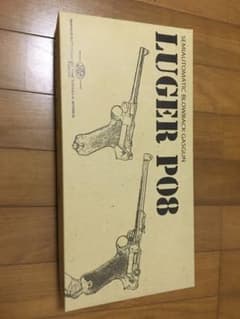 SEMIAUTOMATIC BLOWBACK GASGUN
LUGER P08